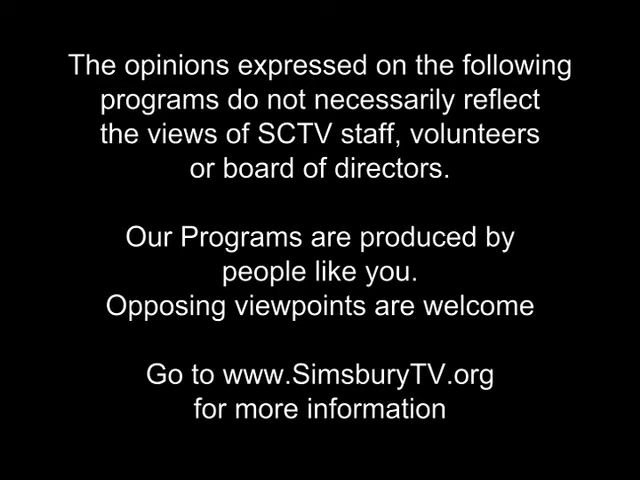 The opinions expressed on the following
programs do not necessarily reflect
the views of SCTV staff, volunteers
or board of directors.
Our Programs are produced by
people like you.
Opposing viewpoints are welcome
Go to www.SimsburyTV.org
for more information